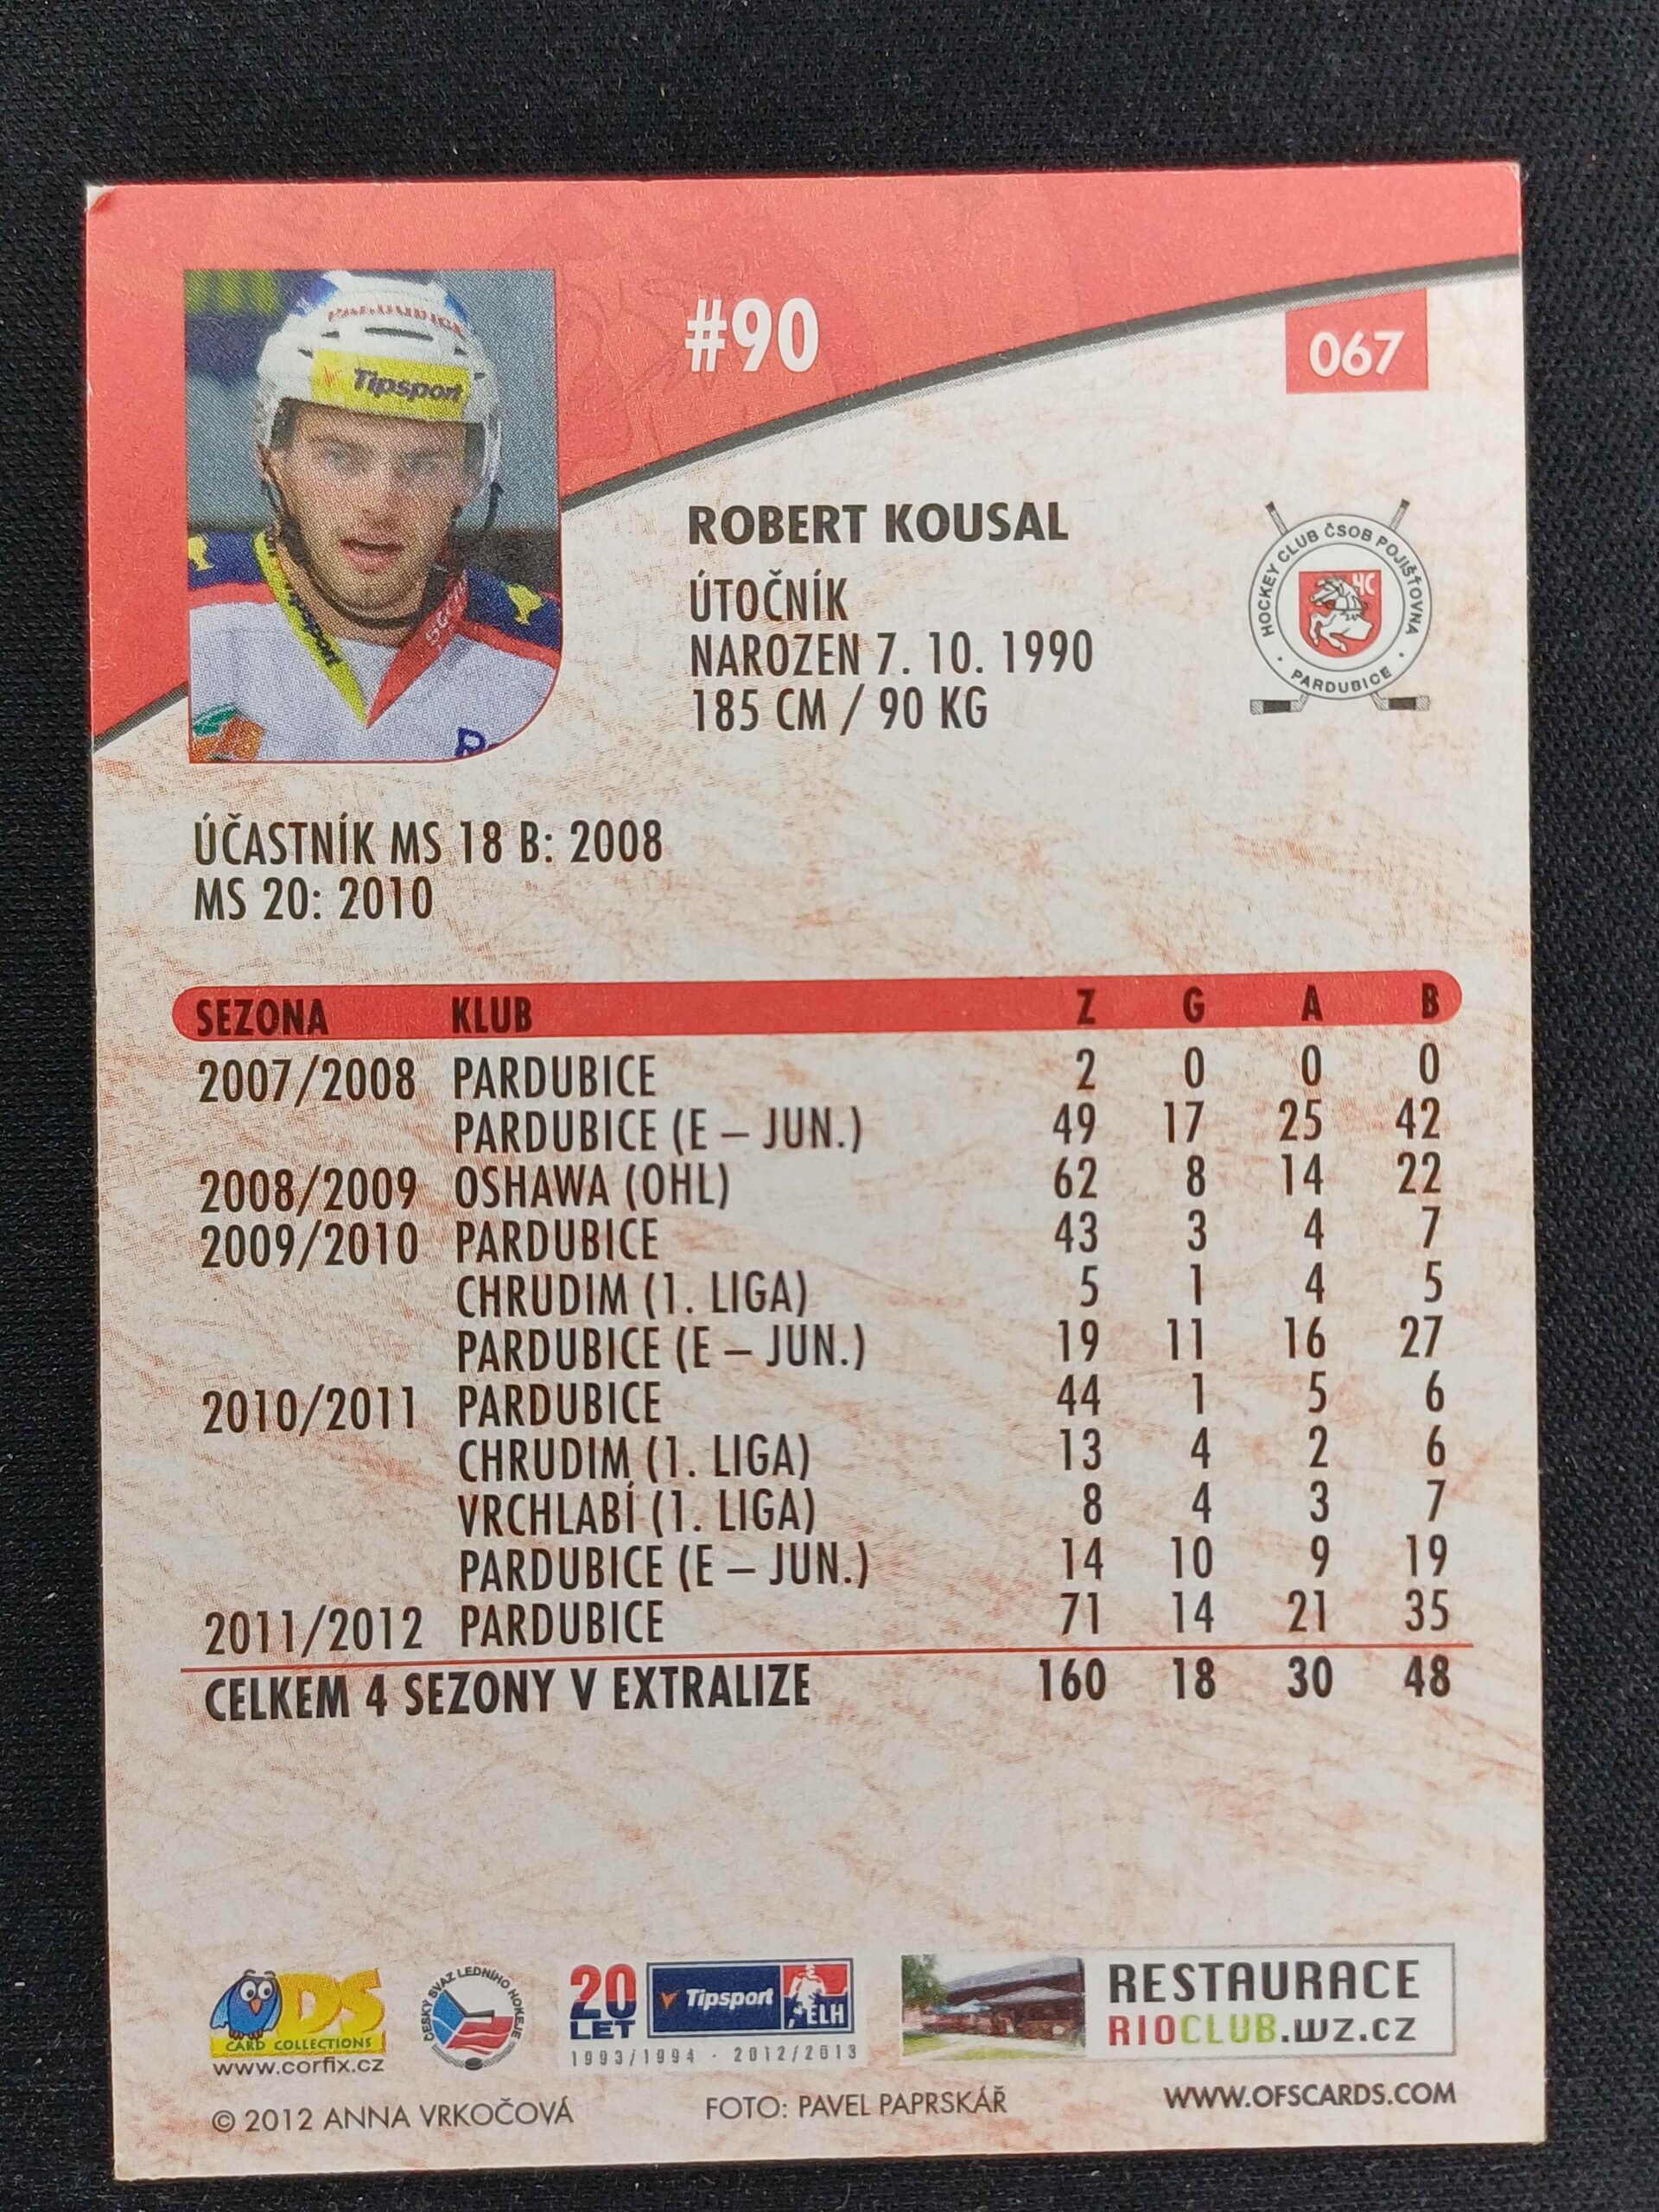 PARDUBICE
Tipsport
#90
067
ROBERT KOUSAL
ÚTOČNÍK
NAROZEN 7. 10. 1990
185 CM / 90 KG
HOCKEY CLUB ČSOB POJIŠŤOVNA
HC
• PARDUBICE •
ÚČASTNÍK MS 18 B: 2008
MS 20: 2010
SEZONA KLUB Z G A B
2007/2008 PARDUBICE 2 0 0 0
PARDUBICE (E – JUN.) 49 17 25 42
2008/2009 OSHAWA (OHL) 62 8 14 22
2009/2010 PARDUBICE 43 3 4 7
CHRUDIM (1. LIGA) 5 1 4 5
PARDUBICE (E – JUN.) 19 11 16 27
2010/2011 PARDUBICE 44 1 5 6
CHRUDIM (1. LIGA) 13 4 2 6
VRCHLABÍ (1. LIGA) 8 4 3 7
PARDUBICE (E – JUN.) 14 10 9 19
2011/2012 PARDUBICE 71 14 21 35
CELKEM 4 SEZONY V EXTRALIZE 160 18 30 48
DS
CARD COLLECTIONS
www.corfix.cz
ČESKÝ SVAZ LEDNÍHO HOKEJE
20 LET
Tipsport
ELH
1993/1994 - 2012/2013
RESTAURACE
RIOCLUB.WZ.CZ
© 2012 ANNA VRKOČOVÁ
FOTO: PAVEL PAPRSKÁŘ
WWW.OFSCARDS.COM